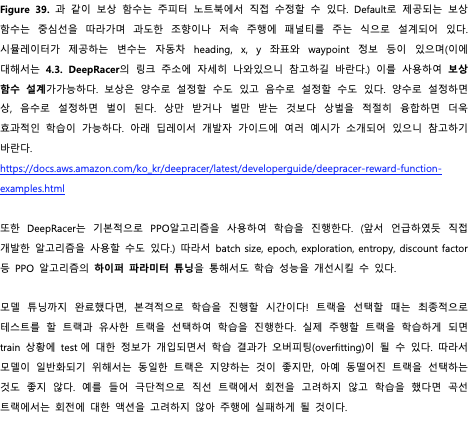 Figure 39. 과 같이 보상 함수는 주피터 노트북에서 직접 수정할 수 있다. Default로 제공되는 보상
함수는 중심선을 따라가며 과도한 조향이나 저속 주행에 패널티를 주는 식으로 설계되어 있다.
시뮬레이터가 제공하는 변수는 자동차 heading, x, y 좌표와 waypoint 정보 등이 있으며(이에
대해서는 4.3. DeepRacer의 링크 주소에 자세히 나와있으니 참고하길 바란다.) 이를 사용하여 보상
함수 설계가가능하다. 보상은 양수로 설정할 수도 있고 음수로 설정할 수도 있다. 양수로 설정하면
상, 음수로 설정하면 벌이 된다. 상만 받거나 벌만 받는 것보다 상벌을 적절히 융합하면 더욱
효과적인 학습이 가능하다. 아래 딥레이서 개발자 가이드에 여러 예시가 소개되어 있으니 참고하기
바란다.
https://docs.aws.amazon.com/ko_kr/deepracer/latest/developerguide/deepracer-reward-function-
examples.html
또한 DeepRacer는 기본적으로 PPO알고리즘을 사용하여 학습을 진행한다. (앞서 언급하였듯 직접
개발한 알고리즘을 사용할 수도 있다.) 따라서 batch size, epoch, exploration, entropy, discount factor
등 PPO 알고리즘의 하이퍼 파라미터 튜닝을 통해서도 학습 성능을 개선시킬 수 있다.
모델 튜닝까지 완료했다면, 본격적으로 학습을 진행할 시간이다! 트랙을 선택할 때는 최종적으로
테스트를 할 트랙과 유사한 트랙을 선택하여 학습을 진행한다. 실제 주행할 트랙을 학습하게 되면
train 상황에 test에 대한 정보가 개입되면서 학습 결과가 오버피팅(overfitting)이 될 수 있다. 따라서
모델이 일반화되기 위해서는 동일한 트랙은 지양하는 것이 좋지만, 아예 동떨어진 트랙을 선택하는
것도 좋지 않다. 예를 들어 극단적으로 직선 트랙에서 회전을 고려하지 않고 학습을 했다면 곡선
트랙에서는 회전에 대한 액션을 고려하지 않아 주행에 실패하게 될 것이다.